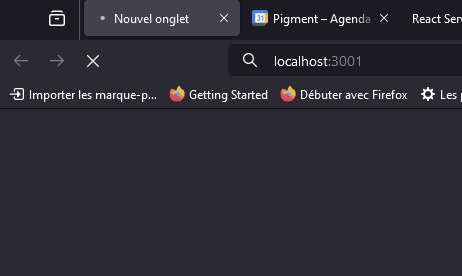 Nouvel onglet
31
Pigment – Agenda
React Serv
localhost:3001
Importer les marque-p...
Getting Started
Débuter avec Firefox
Les p